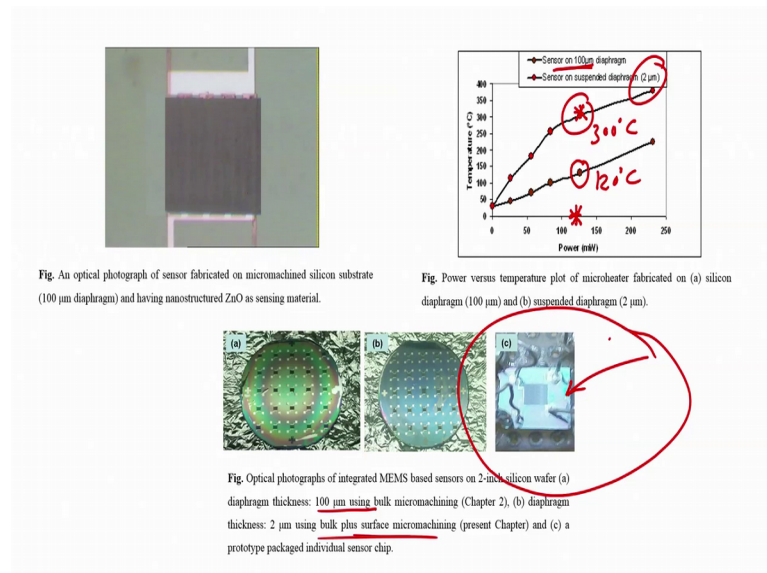 Sensor on 100μm diaphragm
Sensor on suspended diaphragm (2 μm)
400
350
300
250
200
150
100
50
0
Temperature (°C)
0 50 100 150 200 250
Power (mW)
300°C
120°C
Fig. An optical photograph of sensor fabricated on micromachined silicon substrate
(100 μm diaphragm) and having nanostructured ZnO as sensing material.
Fig. Power versus temperature plot of microheater fabricated on (a) silicon
diaphragm (100 μm) and (b) suspended diaphragm (2 μm).
(a) (b) (c)
Fig. Optical photographs of integrated MEMS based sensors on 2-inch silicon wafer (a)
diaphragm thickness: 100 μm using bulk micromachining (Chapter 2), (b) diaphragm
thickness: 2 μm using bulk plus surface micromachining (present Chapter) and (c) a
prototype packaged individual sensor chip.